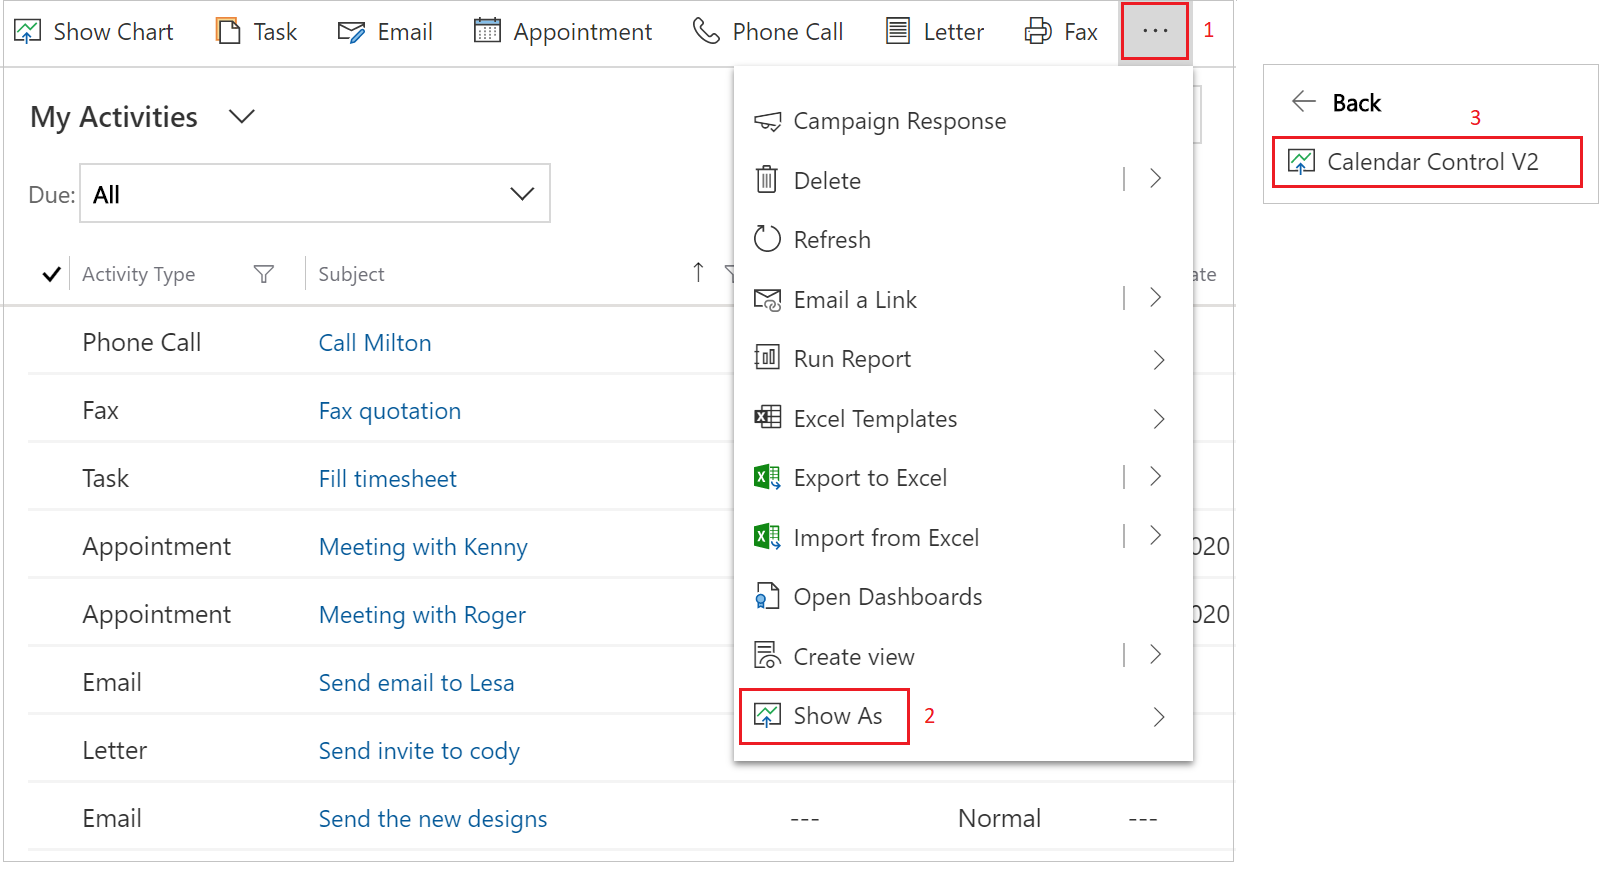 Show Chart Task Email Appointment Phone Call Letter Fax ... 1
My Activities
Due: All
Activity Type Subject
Phone Call Call Milton
Fax Fax quotation
Task Fill timesheet
Appointment Meeting with Kenny 020
Appointment Meeting with Roger 020
Email Send email to Lesa
Letter Send invite to cody
Email Send the new designs --- Normal ---
Campaign Response
Delete
Refresh
Email a Link
Run Report
Excel Templates
Export to Excel
Import from Excel
Open Dashboards
Create view
Show As 2
Back
3
Calendar Control V2